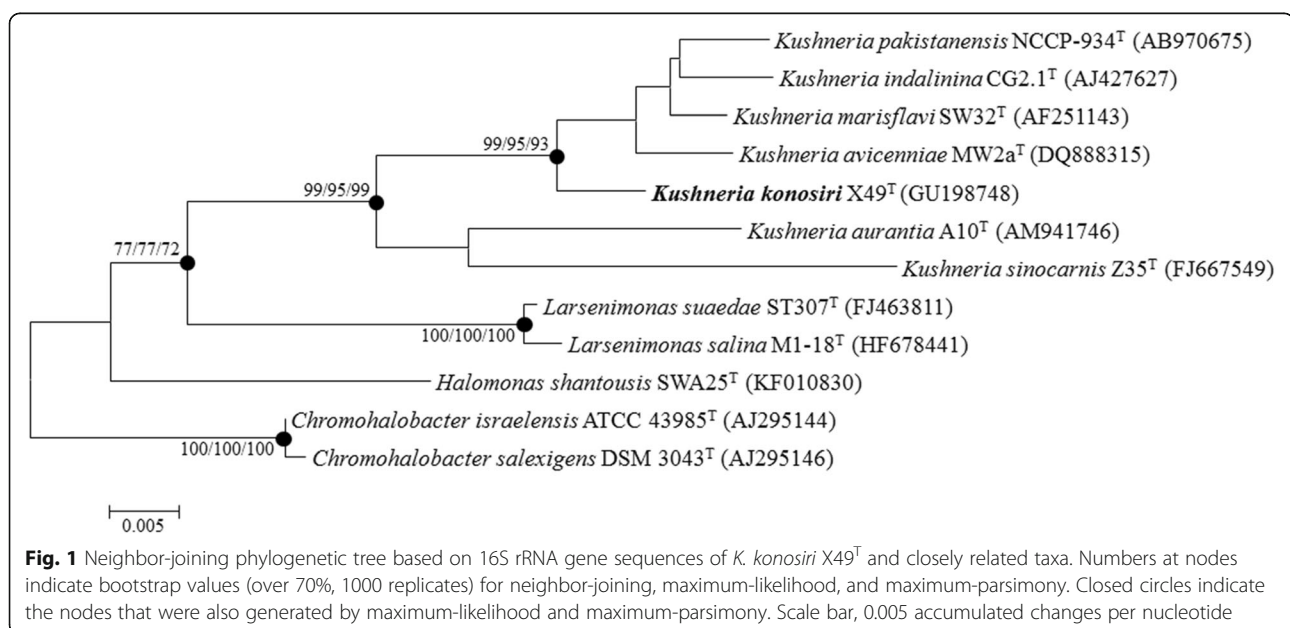 Kushneria pakistanensis NCCP-934ᵀ (AB970675)
Kushneria indalinina CG2.1ᵀ (AJ427627)
Kushneria marisflavi SW32ᵀ (AF251143)
99/95/93
Kushneria avicenniae MW2aᵀ (DQ888315)
99/95/99
Kushneria konosiri X49ᵀ (GU198748)
Kushneria aurantia A10ᵀ (AM941746)
77/77/72
Kushneria sinocarnis Z35ᵀ (FJ667549)
Larsenimonas suaedae ST307ᵀ (FJ463811)
100/100/100
Larsenimonas salina M1-18ᵀ (HF678441)
Halomonas shantousis SWA25ᵀ (KF010830)
Chromohalobacter israelensis ATCC 43985ᵀ (AJ295144)
100/100/100
Chromohalobacter salexigens DSM 3043ᵀ (AJ295146)
0.005
Fig. 1 Neighbor-joining phylogenetic tree based on 16S rRNA gene sequences of K. konosiri X49ᵀ and closely related taxa. Numbers at nodes
indicate bootstrap values (over 70%, 1000 replicates) for neighbor-joining, maximum-likelihood, and maximum-parsimony. Closed circles indicate
the nodes that were also generated by maximum-likelihood and maximum-parsimony. Scale bar, 0.005 accumulated changes per nucleotide